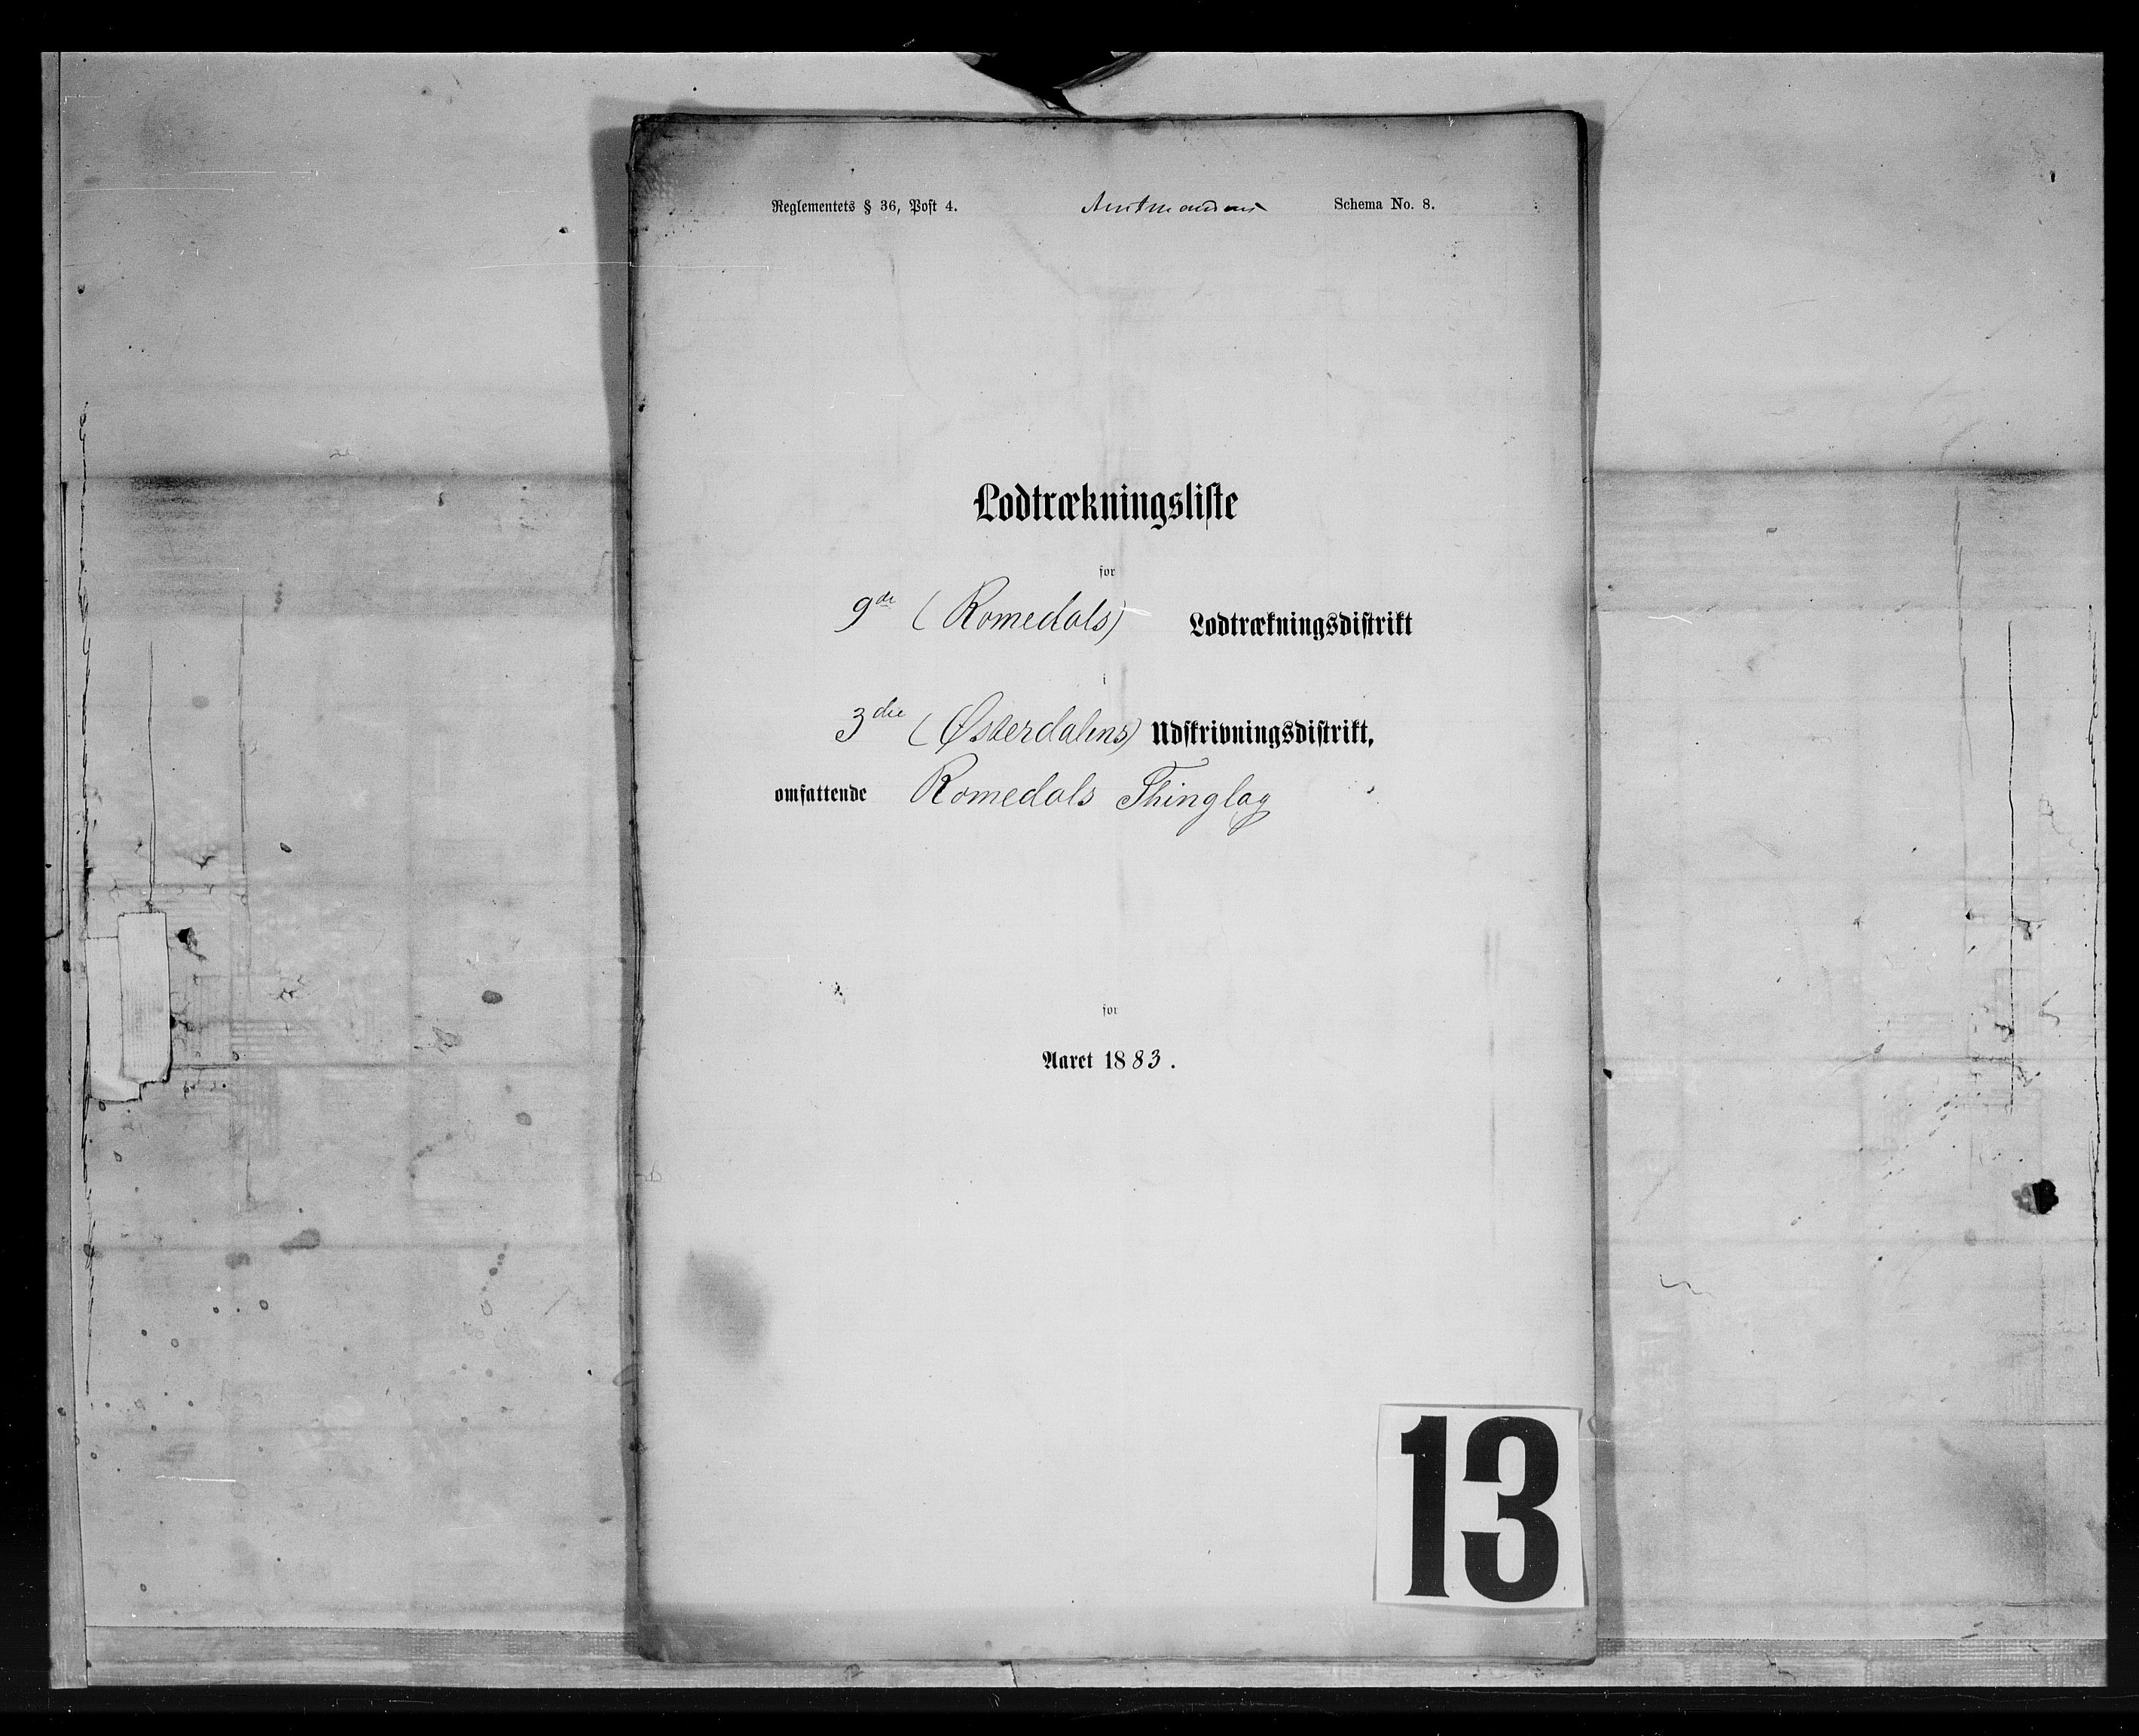 Reglementets § 36, Post 4. Amtmandens Schema No. 8.
Lodtrækningsliste
for
9de (Romedals) Lodtrækningsdistrikt
i
3die (Østerdalens) Udskrivningsdistrikt,
omfattende Romedals Thinglag
for
Aaret 1883.
13